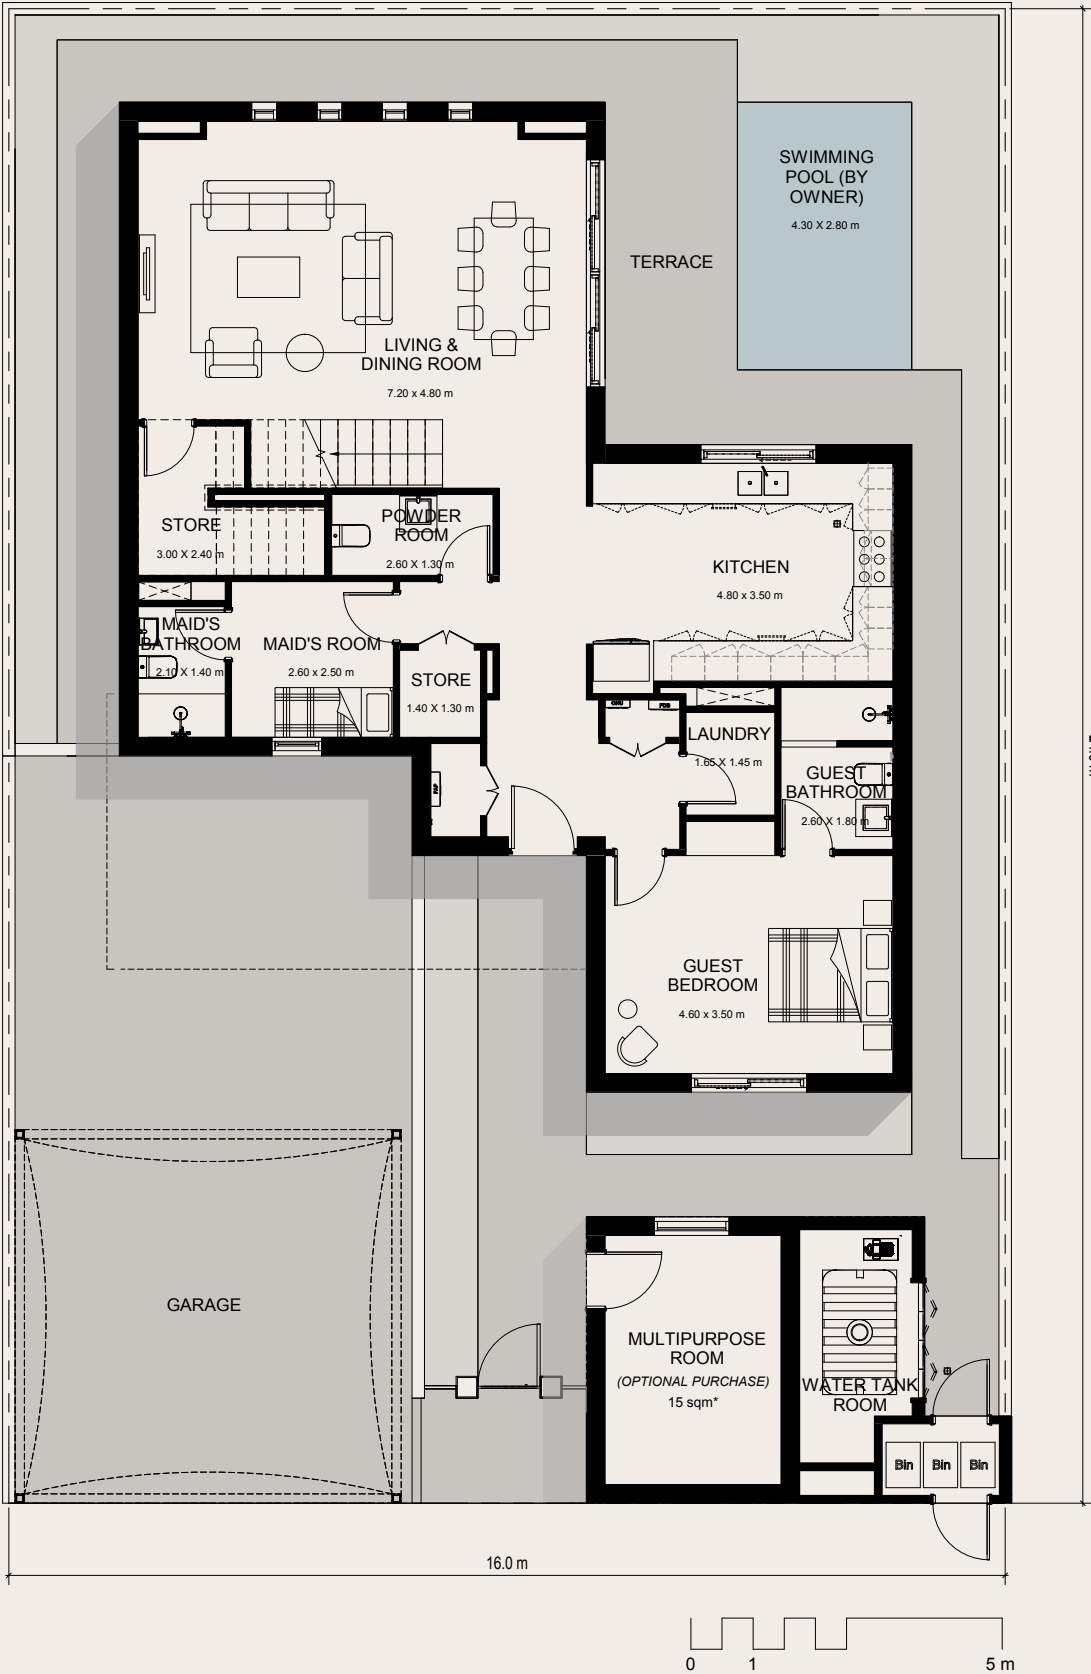 SWIMMING
POOL (BY
OWNER)
4.30 X 2.80 m
TERRACE
LIVING &
DINING ROOM
7.20 x 4.80 m
STORE
3.00 X 2.40 m
POWDER
ROOM
2.60 X 1.30 m
KITCHEN
4.80 x 3.50 m
MAID'S
BATHROOM
2.10 X 1.40 m
MAID'S ROOM
2.60 x 2.50 m
STORE
1.40 X 1.30 m
ONU
FDB
LAUNDRY
1.65 X 1.45 m
GUEST
BATHROOM
2.60 X 1.80 m
GUEST
BEDROOM
4.60 x 3.50 m
GARAGE
MULTIPURPOSE
ROOM
(OPTIONAL PURCHASE)
15 sqm*
WATER TANK
ROOM
Bin
Bin
Bin
16.0 m
0
1
5 m